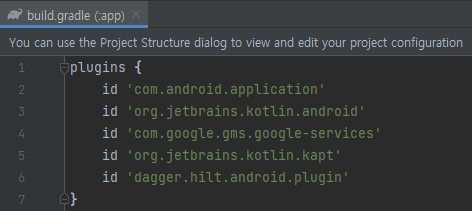 build.gradle (:app)
You can use the Project Structure dialog to view and edit your project configuration
1 plugins {
2 id 'com.android.application'
3 id 'org.jetbrains.kotlin.android'
4 id 'com.google.gms.google-services'
5 id 'org.jetbrains.kotlin.kapt'
6 id 'dagger.hilt.android.plugin'
7 }